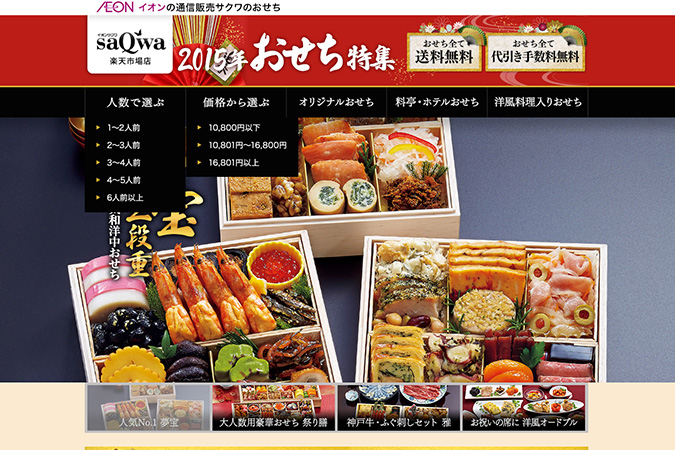 ÆON イオンの通信販売サクワのおせち
イオンサクワ
saQwa
楽天市場店
2015年おせち特集
おせち全て
送料無料
おせち全て
代引き手数料無料
人数で選ぶ
価格から選ぶ
オリジナルおせち
料亭・ホテルおせち
洋風料理入りおせち
1〜2人前
2〜3人前
3〜4人前
4〜5人前
6人前以上
10,800円以下
10,801円〜16,800円
16,801円以上
宝
段重
和洋中おせち
人気No.1 夢宝
大人数用豪華おせち 祭り膳
神戸牛・ふぐ刺しセット 雅
お祝いの席に 洋風オードブル